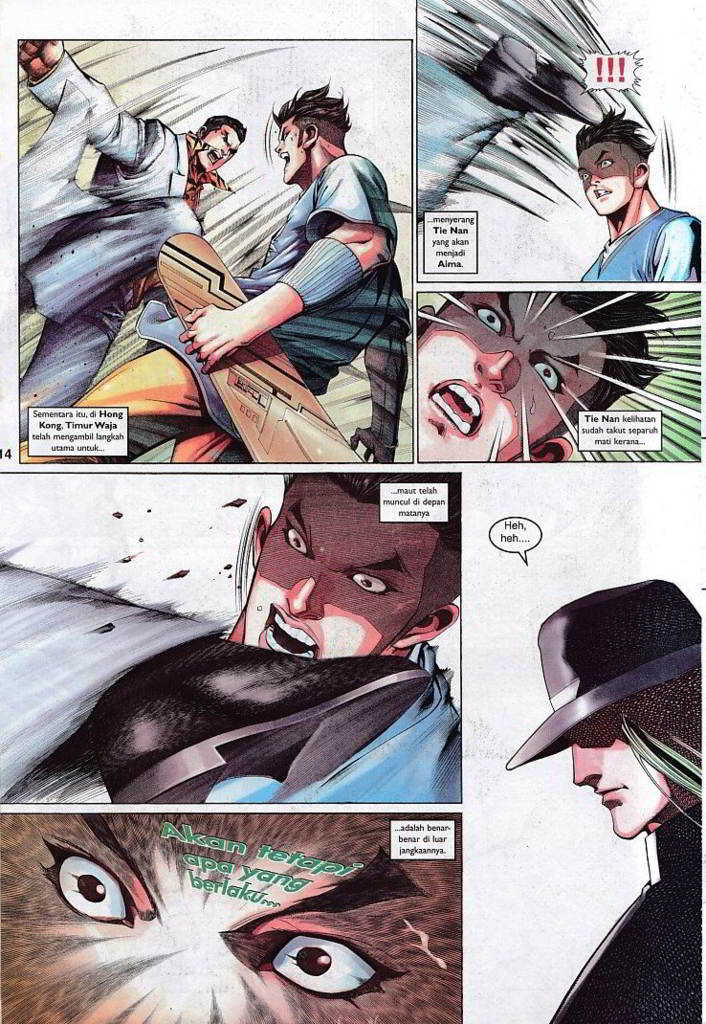 Sementara itu, di Hong
Kong, Timur Waja
telah mengambil langkah
utama untuk...
!!!
...menyerang
Tie Nan
yang akan
menjadi
Alma.
Tie Nan kelihatan
sudah takut separuh
mati kerana...
14
...maut telah
muncul di depan
matanya
Heh,
heh....
Akan tetapi
apa yang
berlaku...
...adalah benar-
benar di luar
jangkaannya.